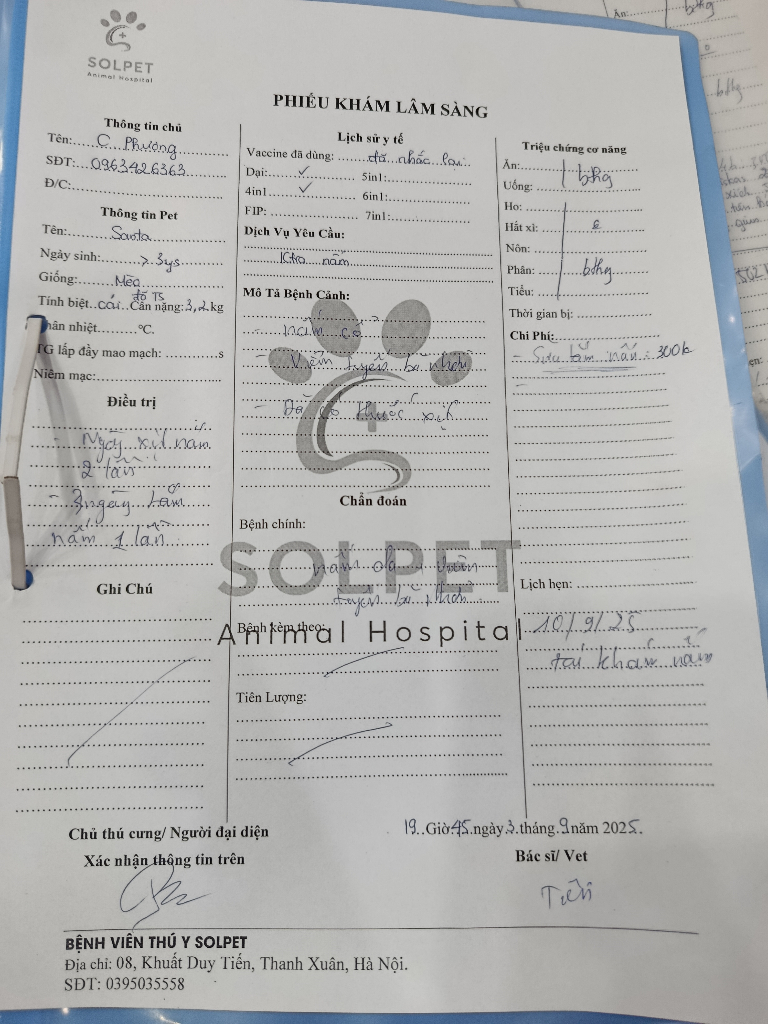 SOLPET
Animal Hospital
PHIẾU KHÁM LÂM SÀNG
Thông tin chủ
Tên: C. Phương
SĐT: 0963426363
Đ/C:
Thông tin Pet
Tên: Santa
Ngày sinh: > 3ys
Giống: Mèo
Tính biệt: cái đã TS Cân nặng: 3,2 kg
Thân nhiệt: °C.
TG lấp đầy mao mạch: s
Niêm mạc:
Điều trị
- Ngày xịt nấm
2 lần
- 3 ngày tắm
nấm 1 lần
Ghi Chú
Lịch sử y tế
Vaccine đã dùng: đã nhắc lại
Dại: ✓ 5in1:
4in1 ✓ 6in1:
FIP: 7in1:
Dịch Vụ Yêu Cầu:
Ktra nấm
Mô Tả Bệnh Cảnh:
- nấm cổ
- Viêm tuyến bã nhờn
- Đã có thuốc xịt
Chẩn đoán
Bệnh chính:
nấm da, viêm
tuyến bã nhờn
Bệnh kèm theo:
Tiên Lượng:
SOLPET
Animal Hospital
Triệu chứng cơ năng
Ăn:
Uống: bthg
Ho:
Hắt xì:
Nôn:
Phân: bthg
Tiểu:
Thời gian bị:
Chi Phí:
- Sữa tắm nấm: 300k
Lịch hẹn:
10/9/25
tái khám nấm
Chủ thú cưng/ Người đại diện
Xác nhận thông tin trên
19 Giờ 45 ngày 3 tháng 9 năm 2025.
Bác sĩ/ Vet
Tiến
BỆNH VIỆN THÚ Y SOLPET
Địa chỉ: 08, Khuất Duy Tiến, Thanh Xuân, Hà Nội.
SĐT: 0395035558